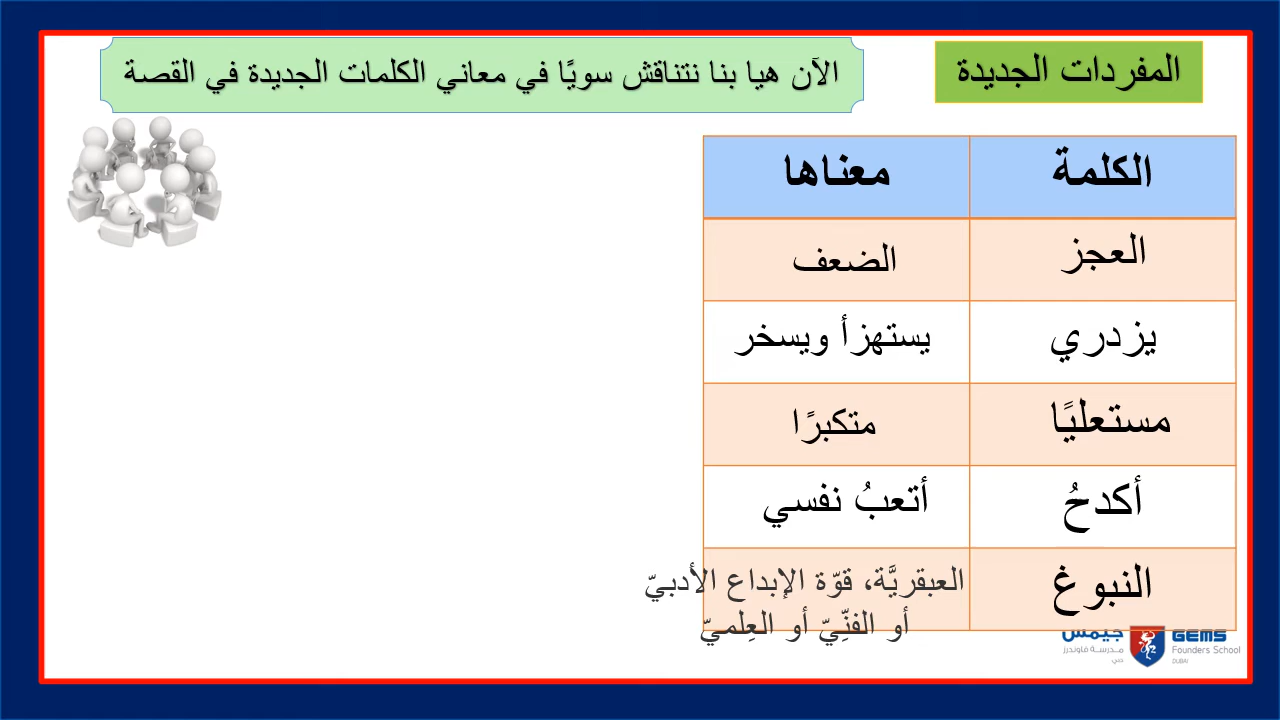 المفردات الجديدة
الآن هيا بنا نتناقش سويًا في معاني الكلمات الجديدة في القصة
الكلمة معناها
العجز الضعف
يزدري يستهزأ ويسخر
مستعليًا متكبرًا
أكدحُ أتعبُ نفسي
النبوغ العبقريَّة، قوّة الإبداع الأدبيّ
أو الفنِّيّ أو العِلميّ
جيمس GEMS
مدرسة فاوندرز Founders School
دبي DUBAI